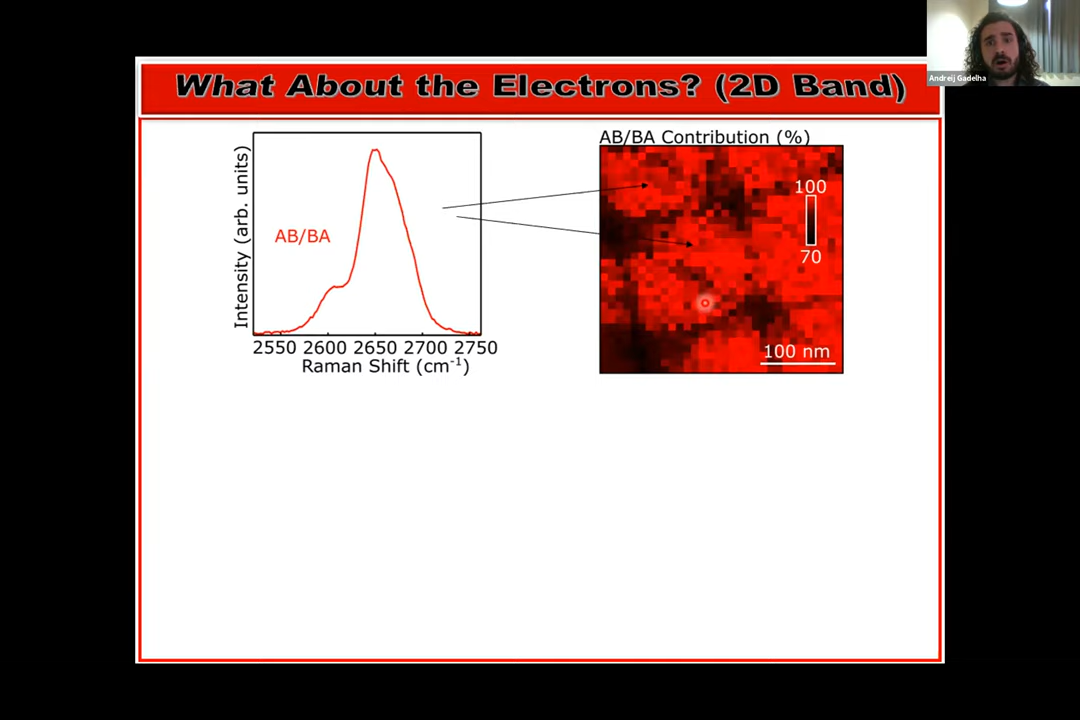 Andreij Gadelha
What About the Electrons? (2D Band)
Intensity (arb. units)
AB/BA
2550 2600 2650 2700 2750
Raman Shift (cm-1)
AB/BA Contribution (%)
100
70
100 nm